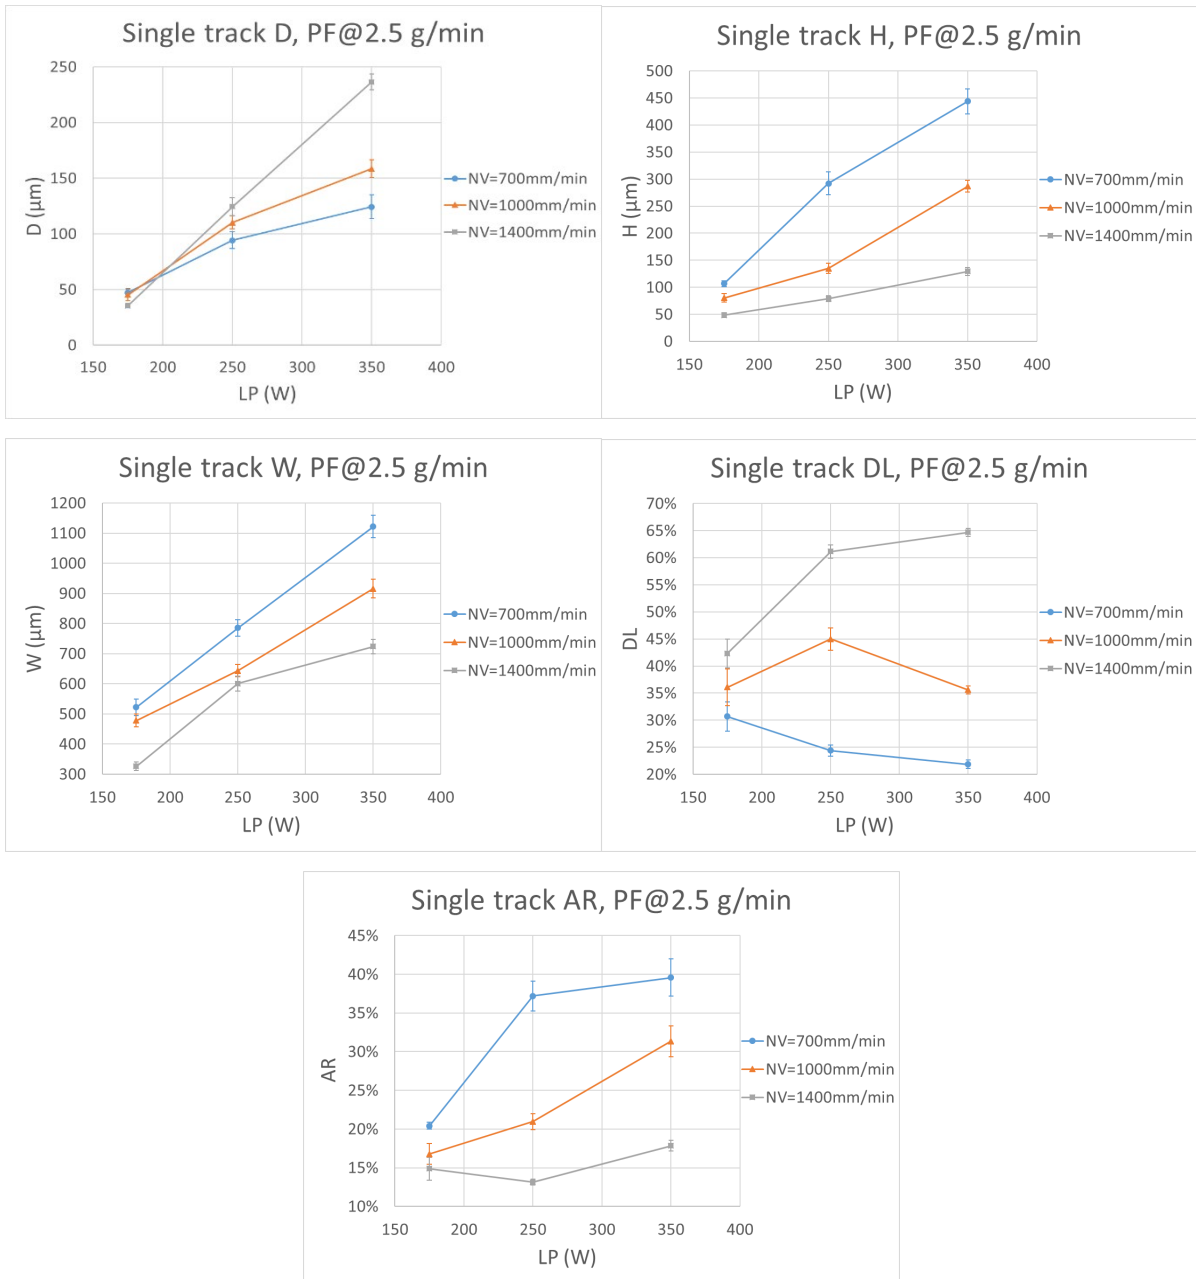 Single track D, PF@2.5 g/min
250
200
150
100
50
0
D (µm)
150 200 250 300 350 400
LP (W)
NV=700mm/min
NV=1000mm/min
NV=1400mm/min
Single track H, PF@2.5 g/min
500
450
400
350
300
250
200
150
100
50
0
H (µm)
150 200 250 300 350 400
LP (W)
NV=700mm/min
NV=1000mm/min
NV=1400mm/min
Single track W, PF@2.5 g/min
1200
1100
1000
900
800
700
600
500
400
300
W (µm)
150 200 250 300 350 400
LP (W)
NV=700mm/min
NV=1000mm/min
NV=1400mm/min
Single track DL, PF@2.5 g/min
70%
65%
60%
55%
50%
45%
40%
35%
30%
25%
20%
DL
150 200 250 300 350 400
LP (W)
NV=700mm/min
NV=1000mm/min
NV=1400mm/min
Single track AR, PF@2.5 g/min
45%
40%
35%
30%
25%
20%
15%
10%
AR
150 200 250 300 350 400
LP (W)
NV=700mm/min
NV=1000mm/min
NV=1400mm/min